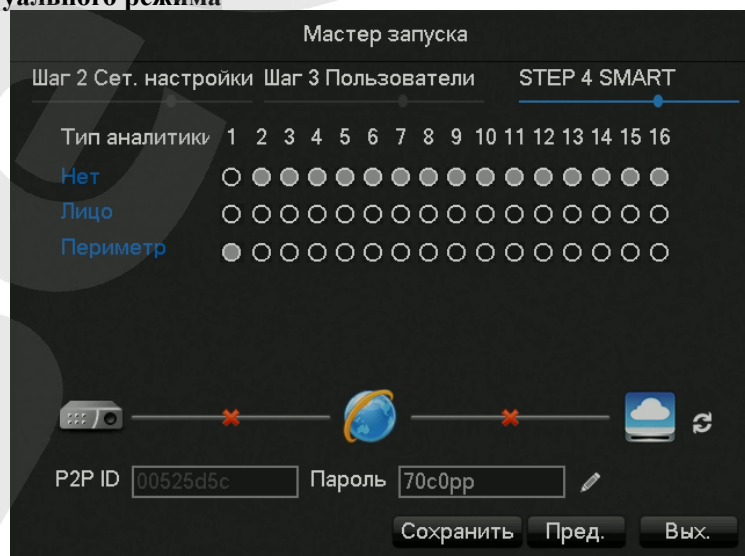 уального режима
Мастер запуска
Шаг 2 Сет. настройки Шаг 3 Пользователи STEP 4 SMART
Тип аналитики 1 2 3 4 5 6 7 8 9 10 11 12 13 14 15 16
Нет
Лицо
Периметр
P2P ID 00525d5c Пароль 70c0pp
Сохранить Пред. Вых.